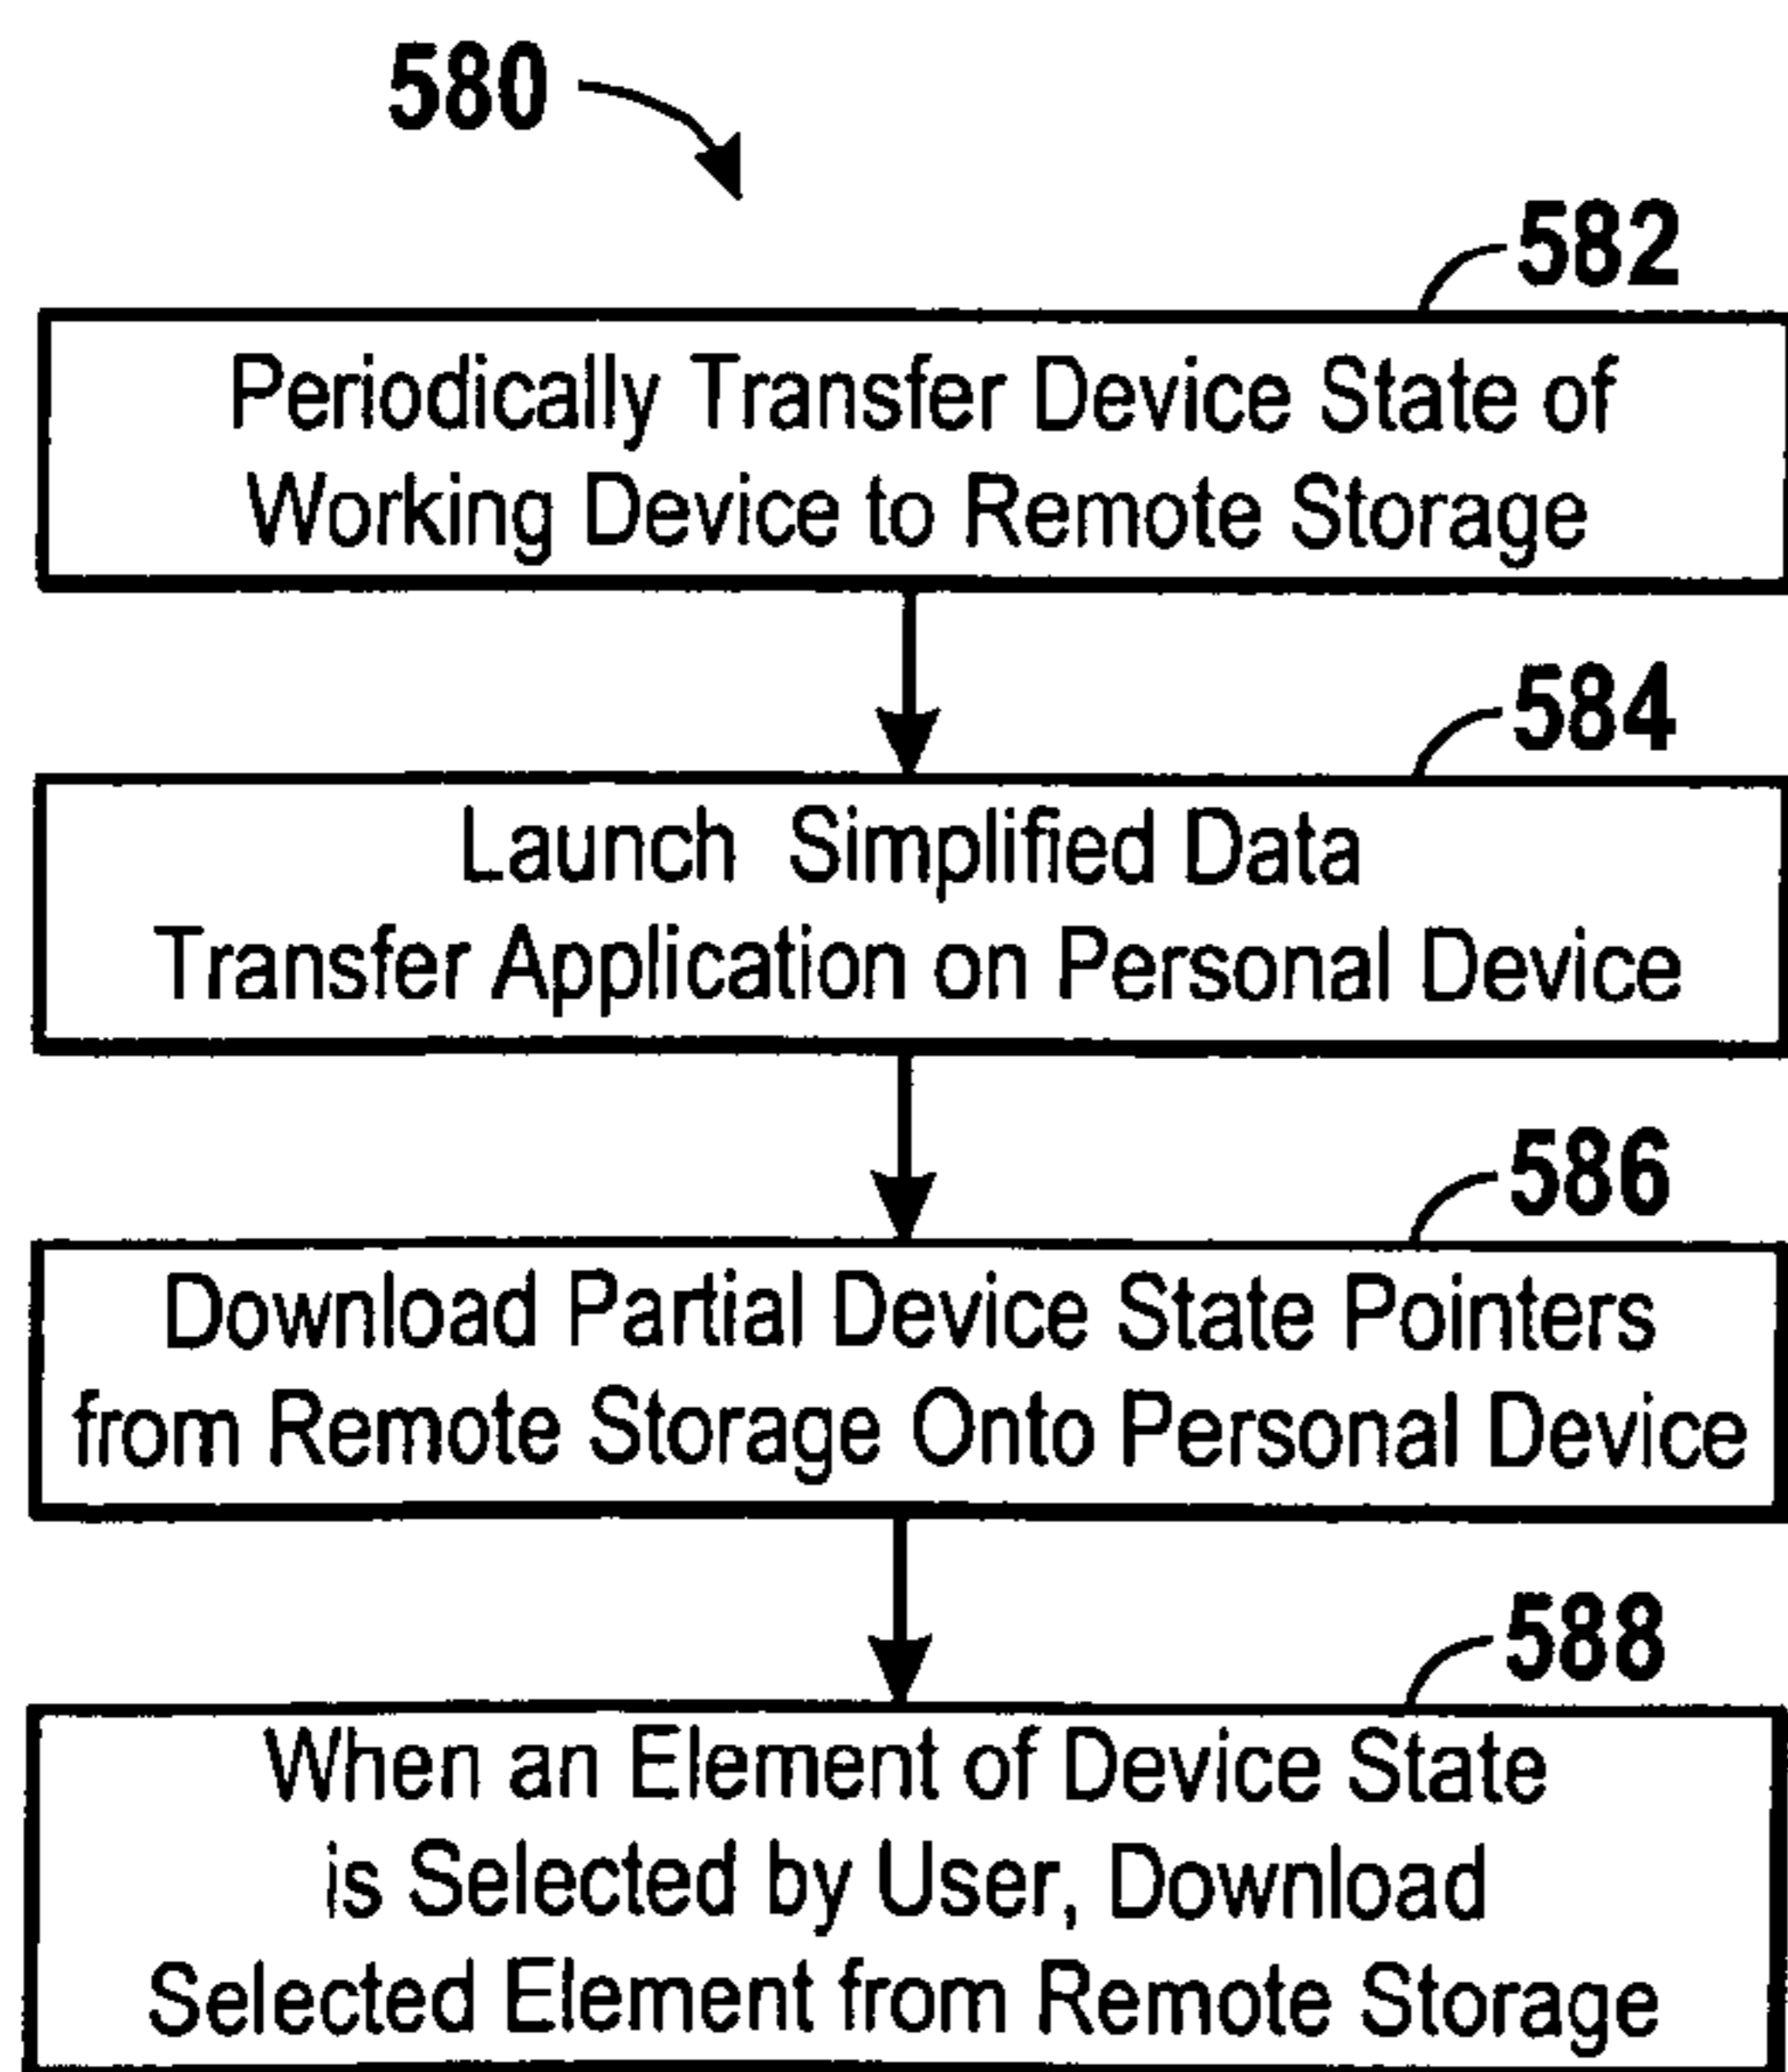 580
582
Periodically Transfer Device State of
Working Device to Remote Storage
584
Launch Simplified Data
Transfer Application on Personal Device
586
Download Partial Device State Pointers
from Remote Storage Onto Personal Device
588
When an Element of Device State
is Selected by User, Download
Selected Element from Remote Storage